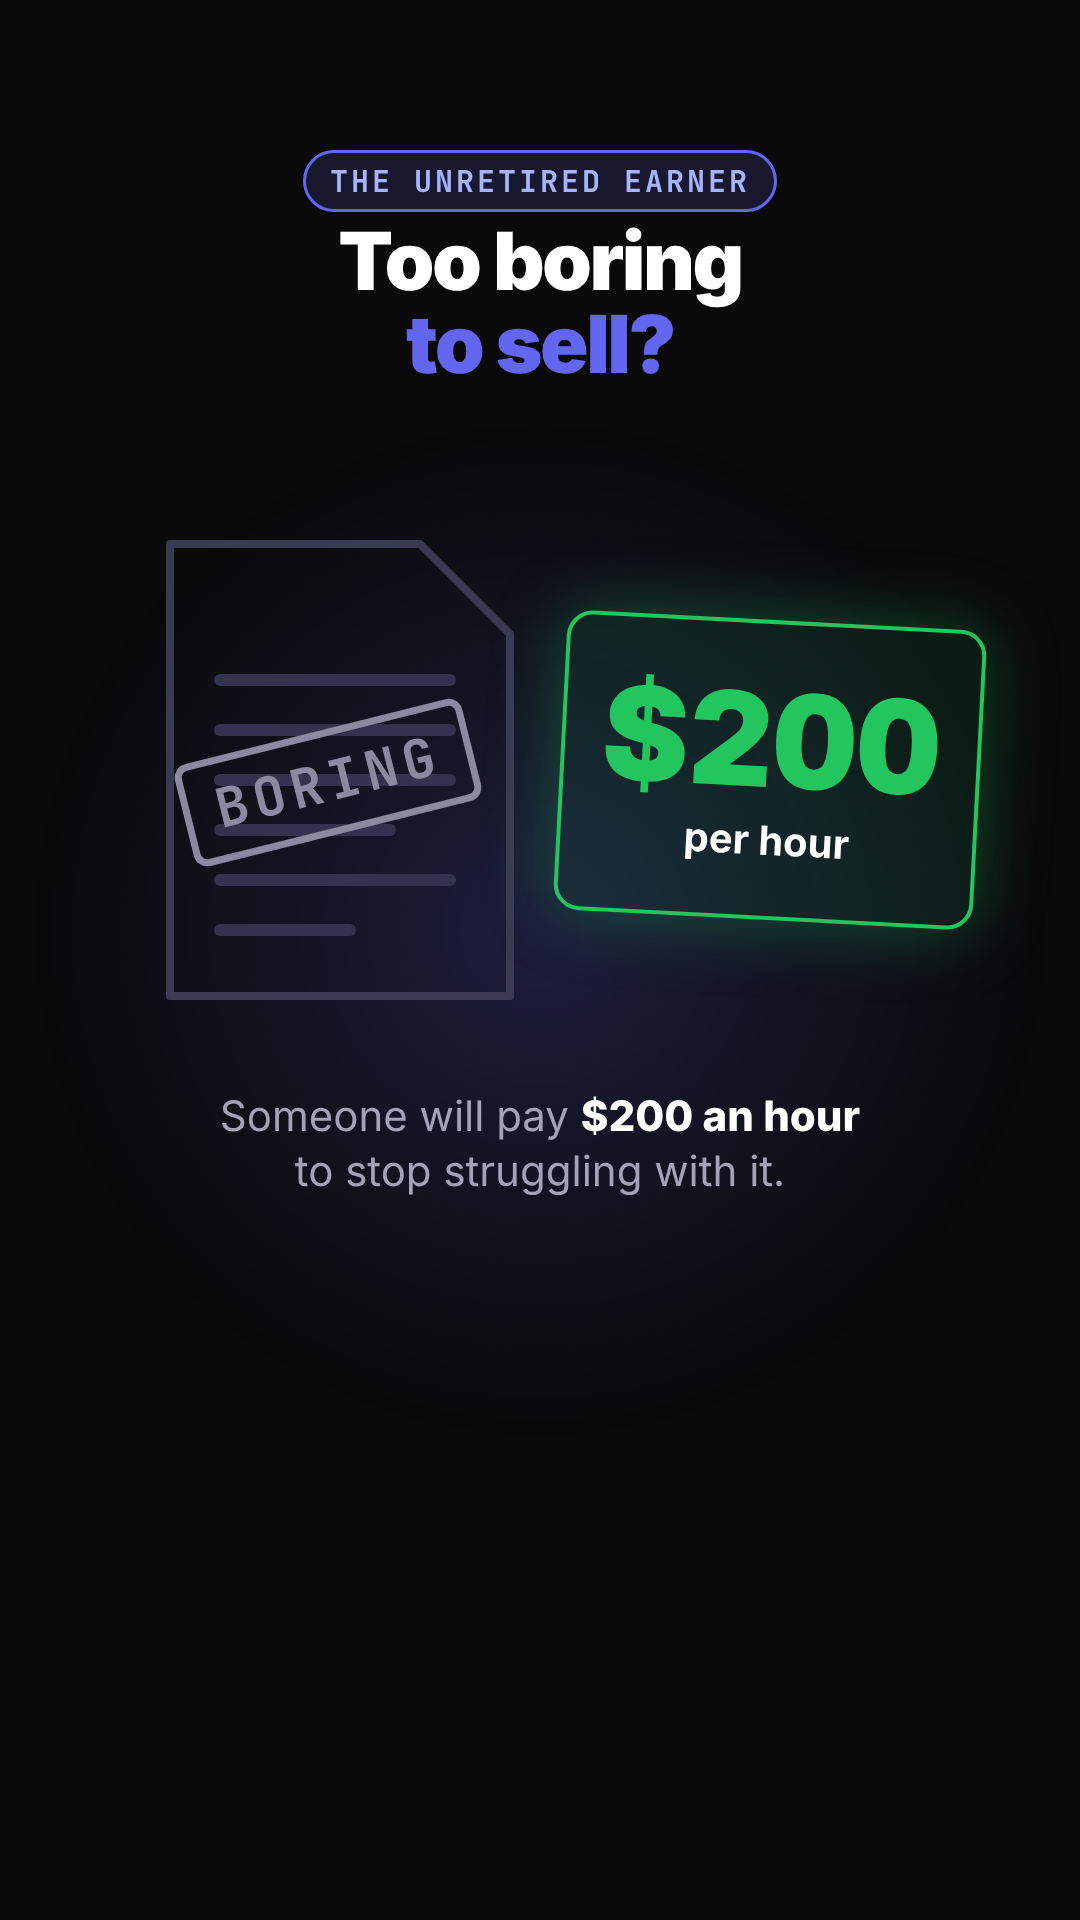 THE UNRETIRED EARNER
Too boring
to sell?
BORING
$200
per hour
Someone will pay $200 an hour
to stop struggling with it.